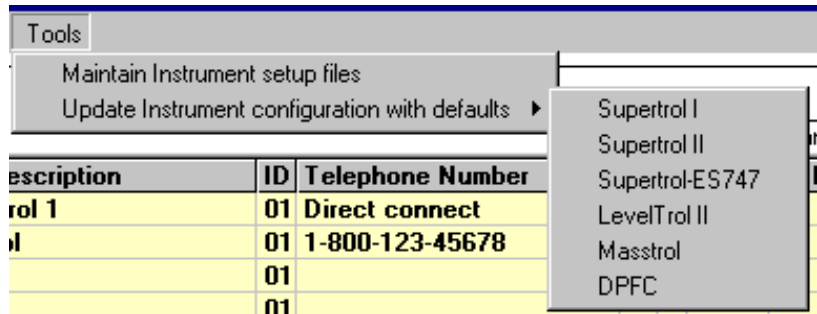 Tools
Maintain Instrument setup files
Update Instrument configuration with defaults
Supertrol I
Supertrol II
Supertrol-ES747
LevelTrol II
Masstrol
DPFC
escription ID Telephone Number
rol 1 01 Direct connect
ol 01 1-800-123-45678
01
01